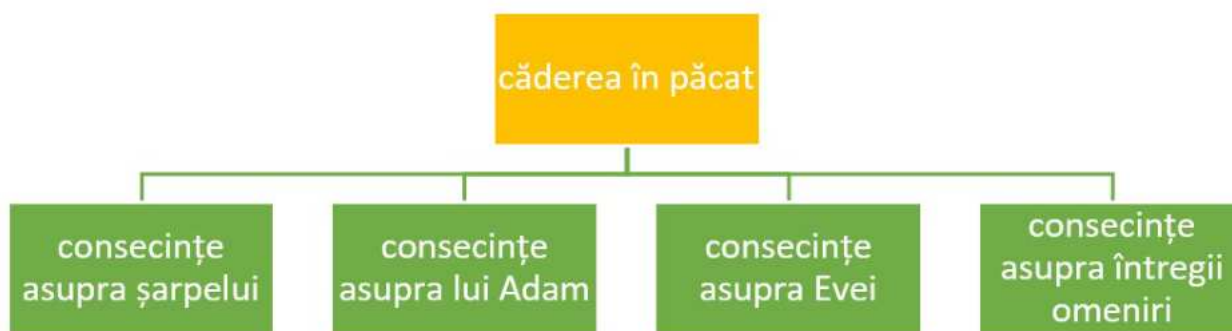 căderea în păcat
consecințe
asupra șarpelui
consecințe
asupra lui Adam
consecințe
asupra Evei
consecințe
asupra întregii
omeniri